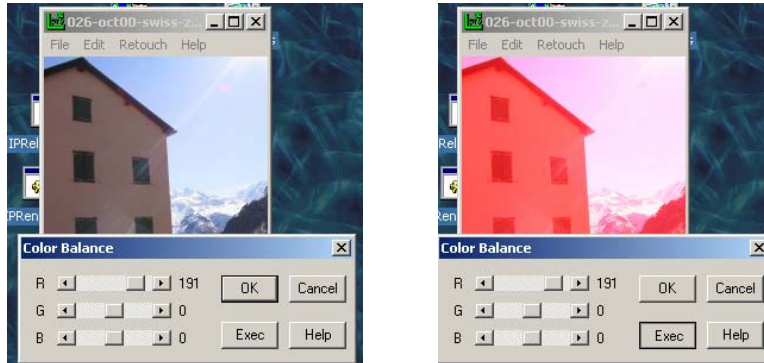 026-oct00-swiss-z...
File Edit Retouch Help
IPRel
IPRen
Color Balance
R 191 OK Cancel
G 0
B 0 Exec Help
026-oct00-swiss-z...
File Edit Retouch Help
Rel
Ren
Color Balance
R 191 OK Cancel
G 0
B 0 Exec Help